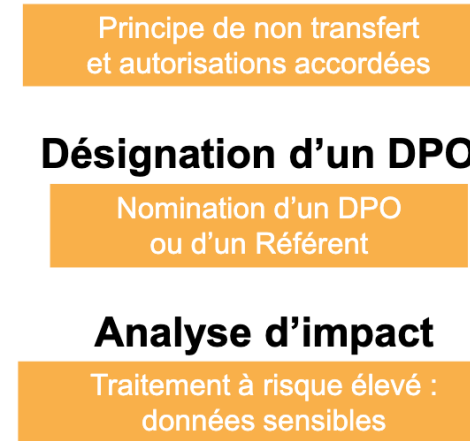 Principe de non transfert
et autorisations accordées
Désignation d’un DPO
Nomination d’un DPO
ou d’un Référent
Analyse d’impact
Traitement à risque élevé :
données sensibles